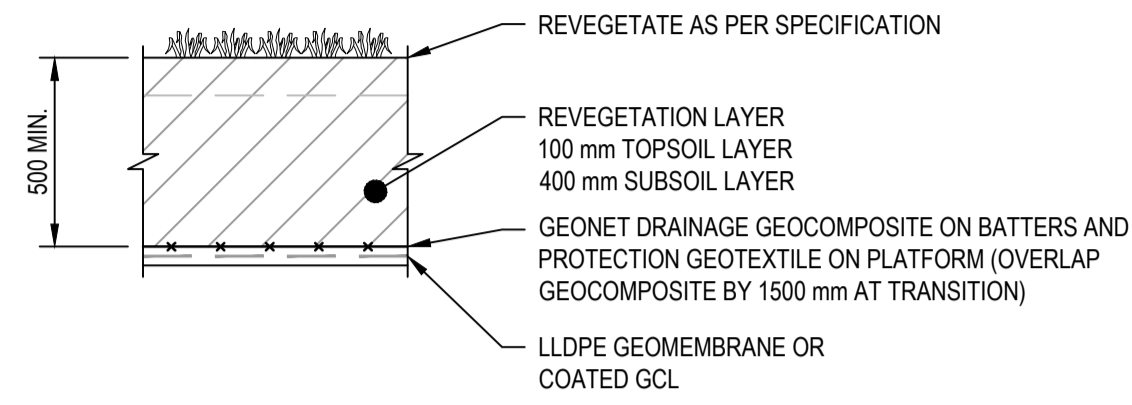 REVEGETATE AS PER SPECIFICATION
500 MIN.
REVEGETATION LAYER
100 mm TOPSOIL LAYER
400 mm SUBSOIL LAYER
GEONET DRAINAGE GEOCOMPOSITE ON BATTERS AND
PROTECTION GEOTEXTILE ON PLATFORM (OVERLAP
GEOCOMPOSITE BY 1500 mm AT TRANSITION)
LLDPE GEOMEMBRANE OR
COATED GCL